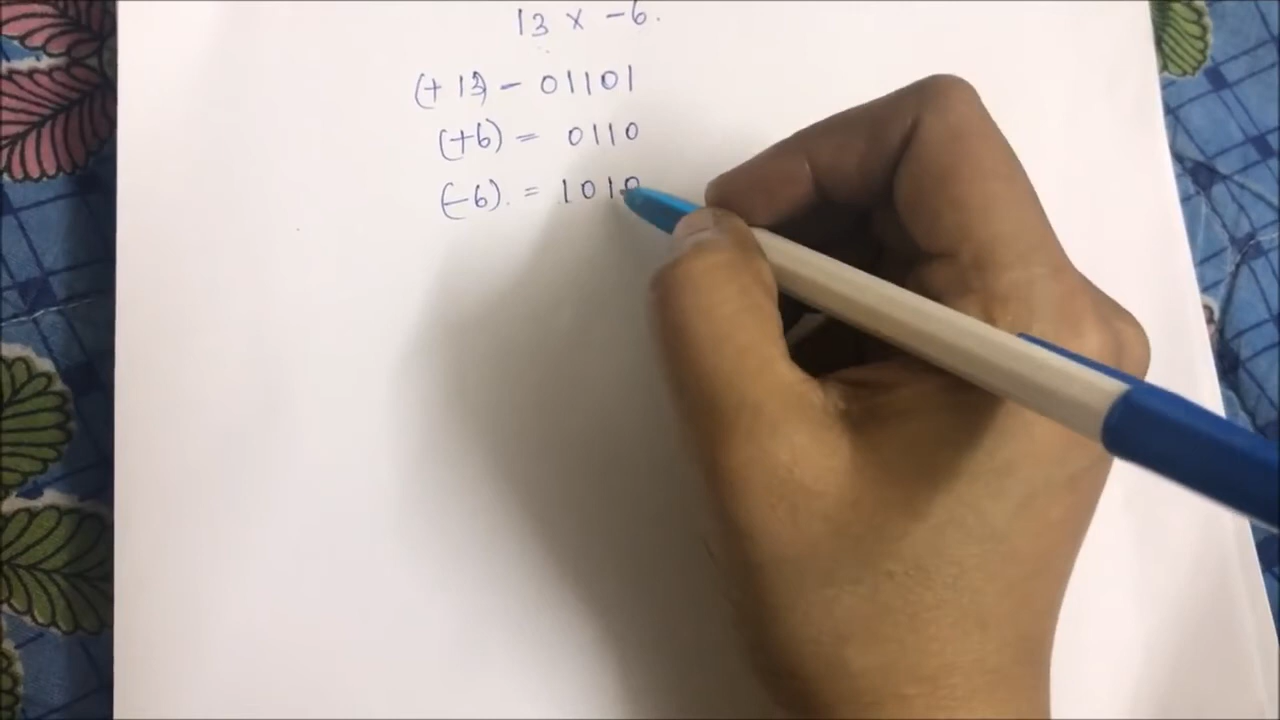 13 × -6.
(+13) - 01101
(+6) = 0110
(-6). = 1010